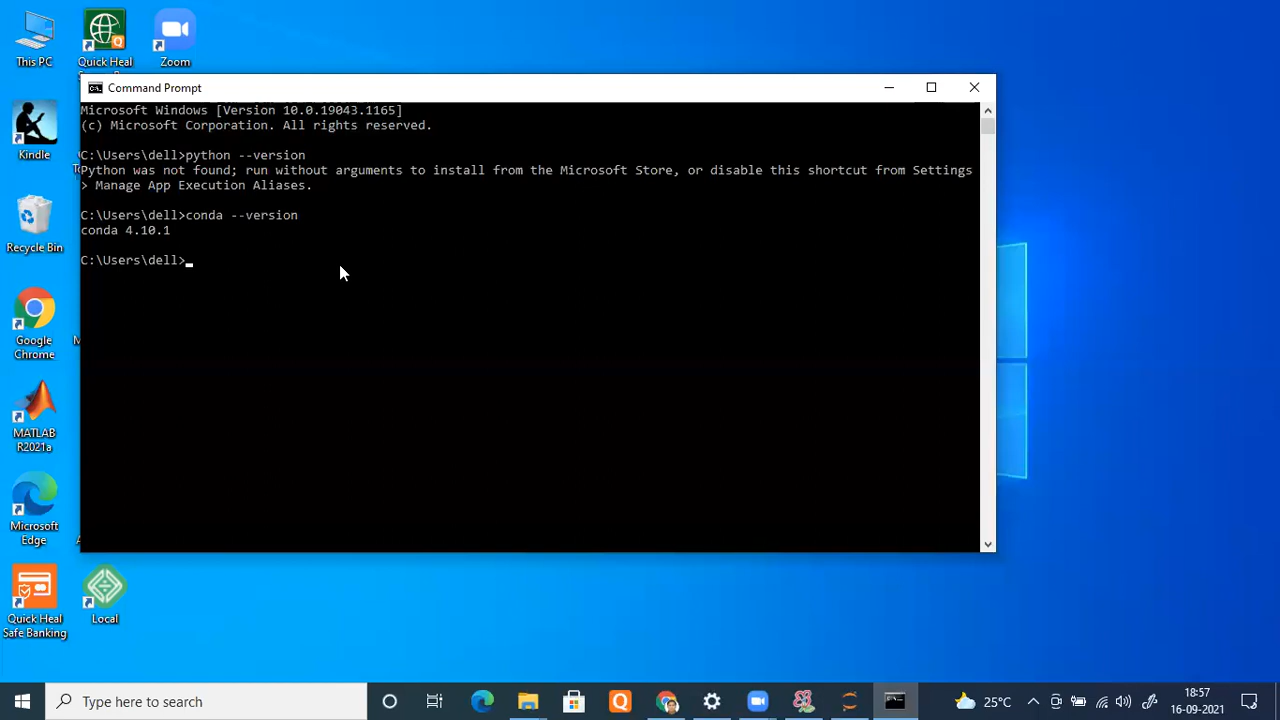 This PC
Quick Heal
Zoom
Command Prompt
Microsoft Windows [Version 10.0.19043.1165]
(c) Microsoft Corporation. All rights reserved.
C:\Users\dell>python --version
Python was not found; run without arguments to install from the Microsoft Store, or disable this shortcut from Settings
> Manage App Execution Aliases.
C:\Users\dell>conda --version
conda 4.10.1
C:\Users\dell>
Kindle
Recycle Bin
Google
Chrome
MATLAB
R2021a
Microsoft
Edge
Quick Heal
Safe Banking
Local
Type here to search
25°C
18:57
16-09-2021